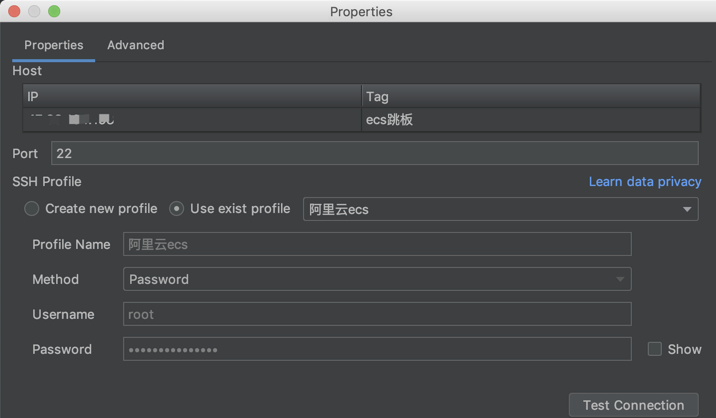 Properties
Properties Advanced
Host
IP Tag
ecs跳板
Port 22
SSH Profile Learn data privacy
Create new profile Use exist profile 阿里云ecs
Profile Name 阿里云ecs
Method Password
Username root
Password ••••••••••••••• Show
Test Connection